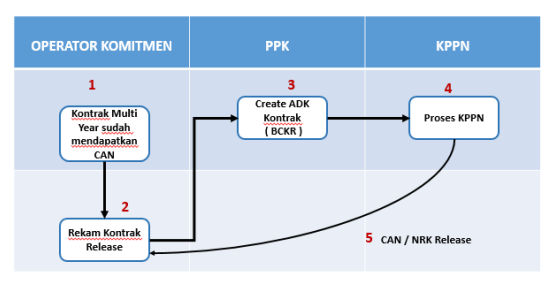 OPERATOR KOMITMEN
PPK
KPPN
1
Kontrak Multi
Year sudah
mendapatkan
CAN
2
Rekam Kontrak
Release
3
Create ADK
Kontrak
( BCKR )
4
Proses KPPN
5 CAN / NRK Release